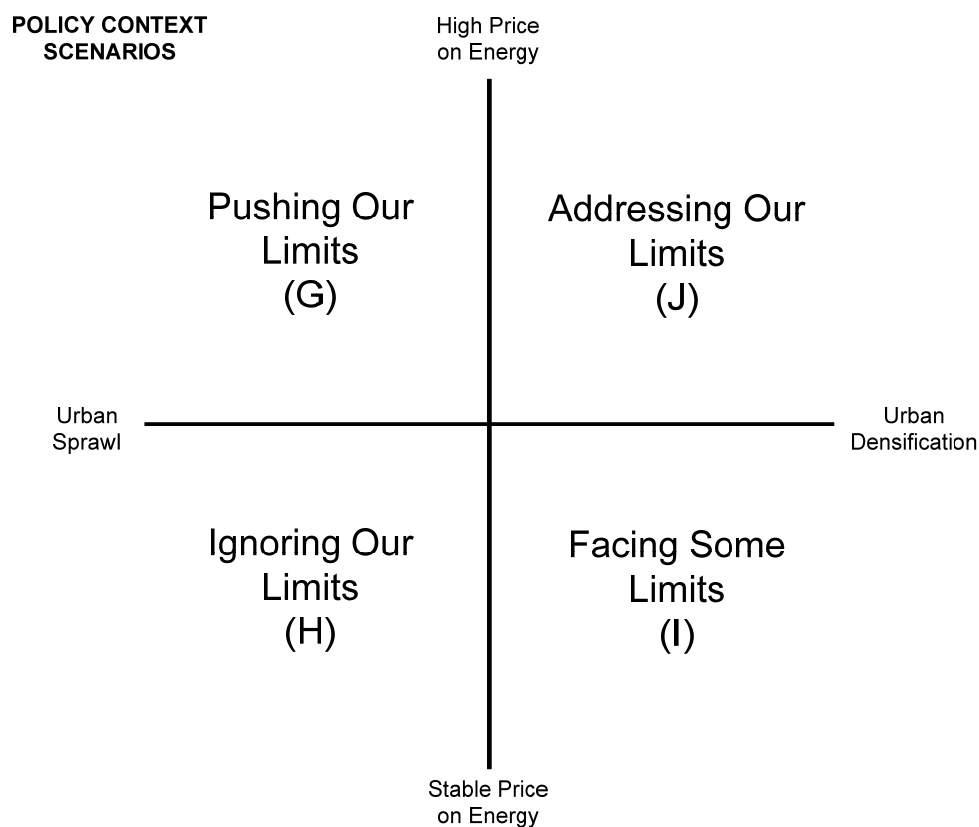 POLICY CONTEXT
SCENARIOS
High Price
on Energy
Pushing Our
Limits
(G)
Addressing Our
Limits
(J)
Urban
Sprawl
Urban
Densification
Ignoring Our
Limits
(H)
Facing Some
Limits
(I)
Stable Price
on Energy